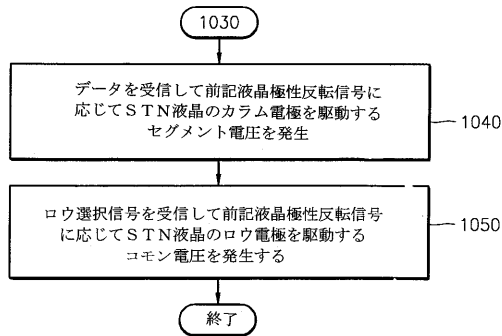 1030
データを受信して前記液晶極性反転信号に
応じてSTN液晶のカラム電極を駆動する
セグメント電圧を発生
1040
ロウ選択信号を受信して前記液晶極性反転信号
に応じてSTN液晶のロウ電極を駆動する
コモン電圧を発生する
1050
終了